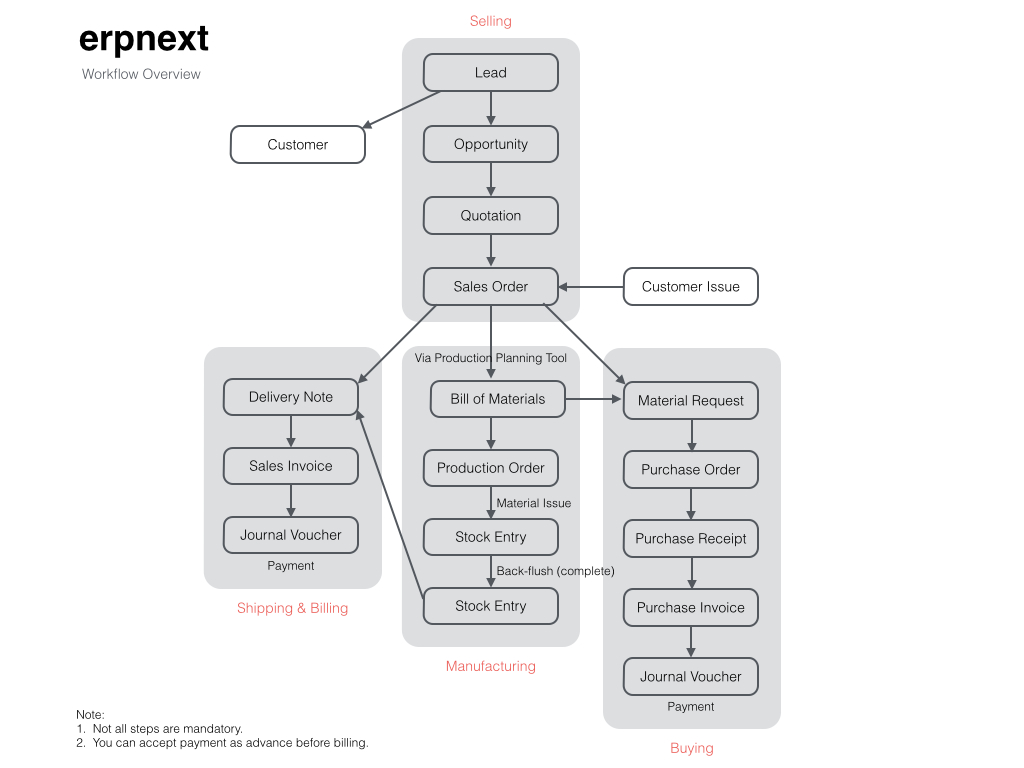 erpnext
Workflow Overview
Selling
Lead
Customer
Opportunity
Quotation
Sales Order
Customer Issue
Via Production Planning Tool
Delivery Note
Sales Invoice
Journal Voucher
Payment
Shipping & Billing
Bill of Materials
Production Order
Material Issue
Stock Entry
Back-flush (complete)
Stock Entry
Manufacturing
Material Request
Purchase Order
Purchase Receipt
Purchase Invoice
Journal Voucher
Payment
Buying
Note:
1. Not all steps are mandatory.
2. You can accept payment as advance before billing.